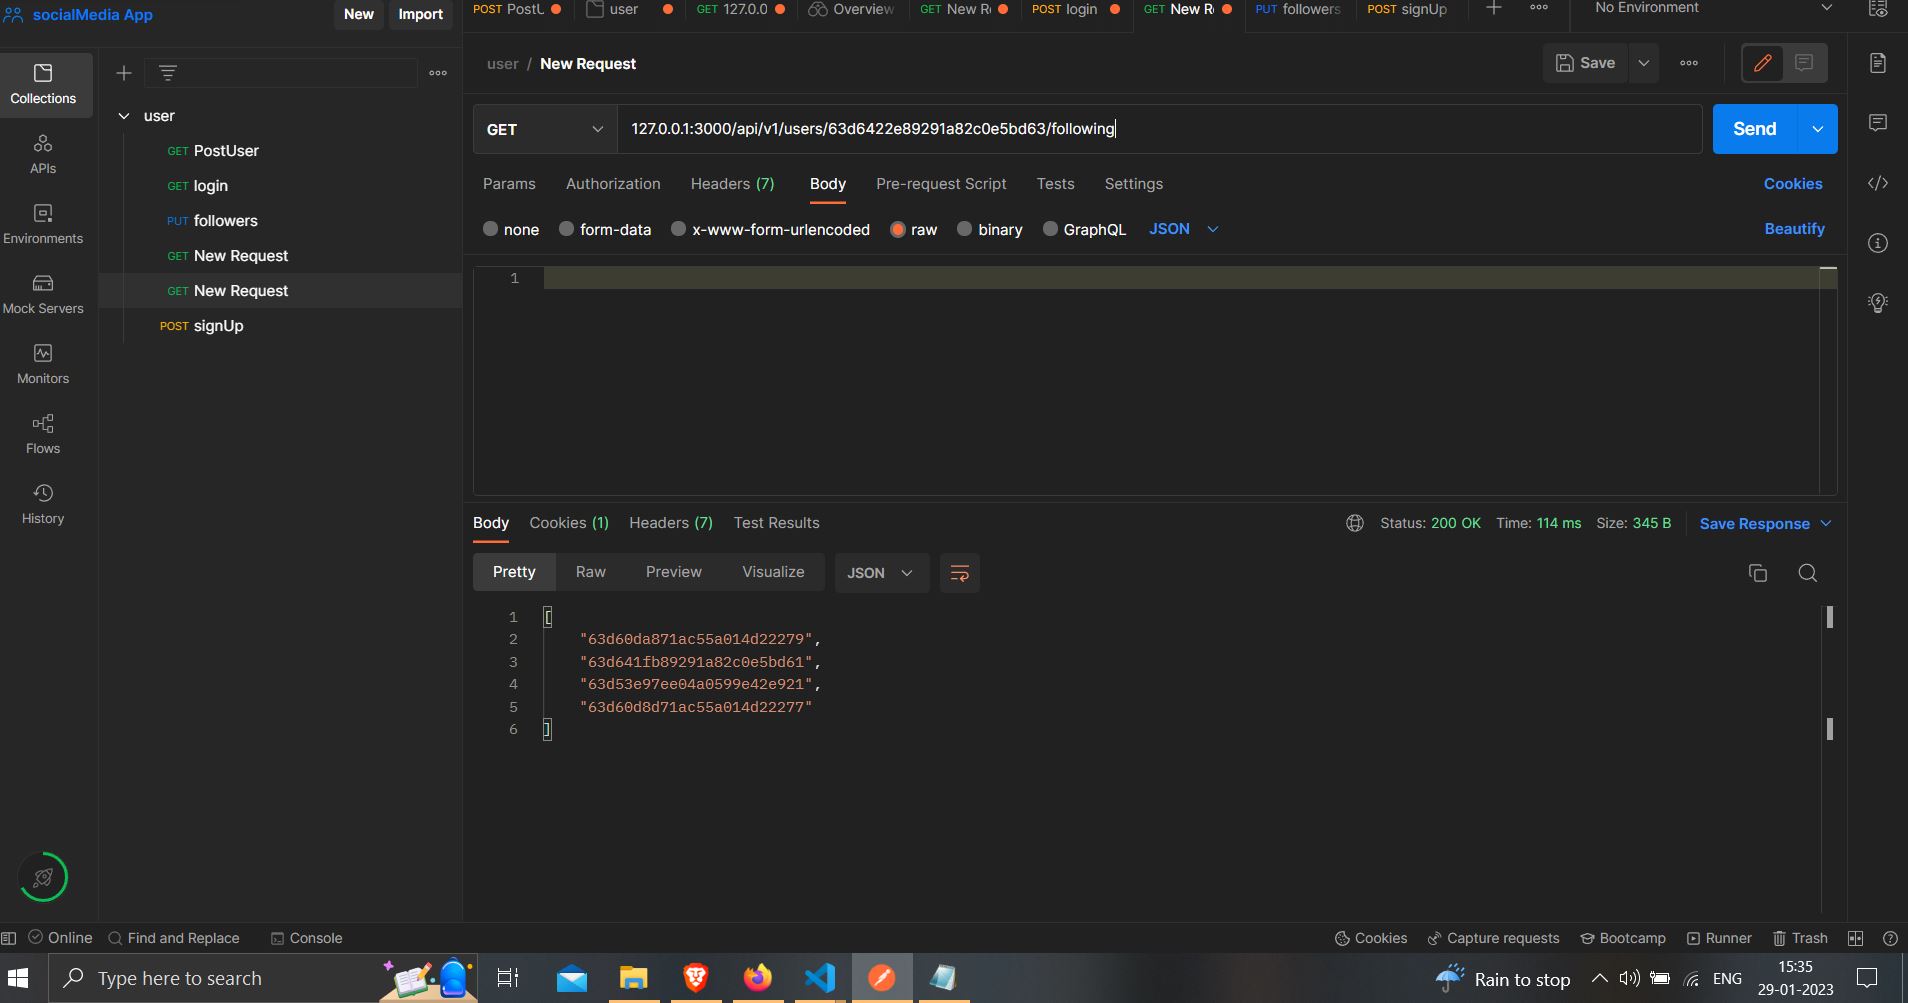 socialMedia App
New
Import
POST PostU
user
GET 127.0.0
Overview
GET New R
POST login
GET New R
PUT followers
POST signUp
No Environment
Collections
APIs
Environments
Mock Servers
Monitors
Flows
History
user
GET PostUser
GET login
PUT followers
GET New Request
GET New Request
POST signUp
user / New Request
Save
GET
127.0.0.1:3000/api/v1/users/63d6422e89291a82c0e5bd63/following
Send
Params Authorization Headers (7) Body Pre-request Script Tests Settings
Cookies
none form-data x-www-form-urlencoded raw binary GraphQL JSON
Beautify
1
Body Cookies (1) Headers (7) Test Results
Status: 200 OK Time: 114 ms Size: 345 B
Save Response
Pretty Raw Preview Visualize JSON
1 [
2 "63d60da871ac55a014d22279",
3 "63d641fb89291a82c0e5bd61",
4 "63d53e97ee04a0599e42e921",
5 "63d60d8d71ac55a014d22277"
6 ]
Online
Find and Replace
Console
Cookies
Capture requests
Bootcamp
Runner
Trash
Type here to search
Rain to stop
ENG
15:35
29-01-2023